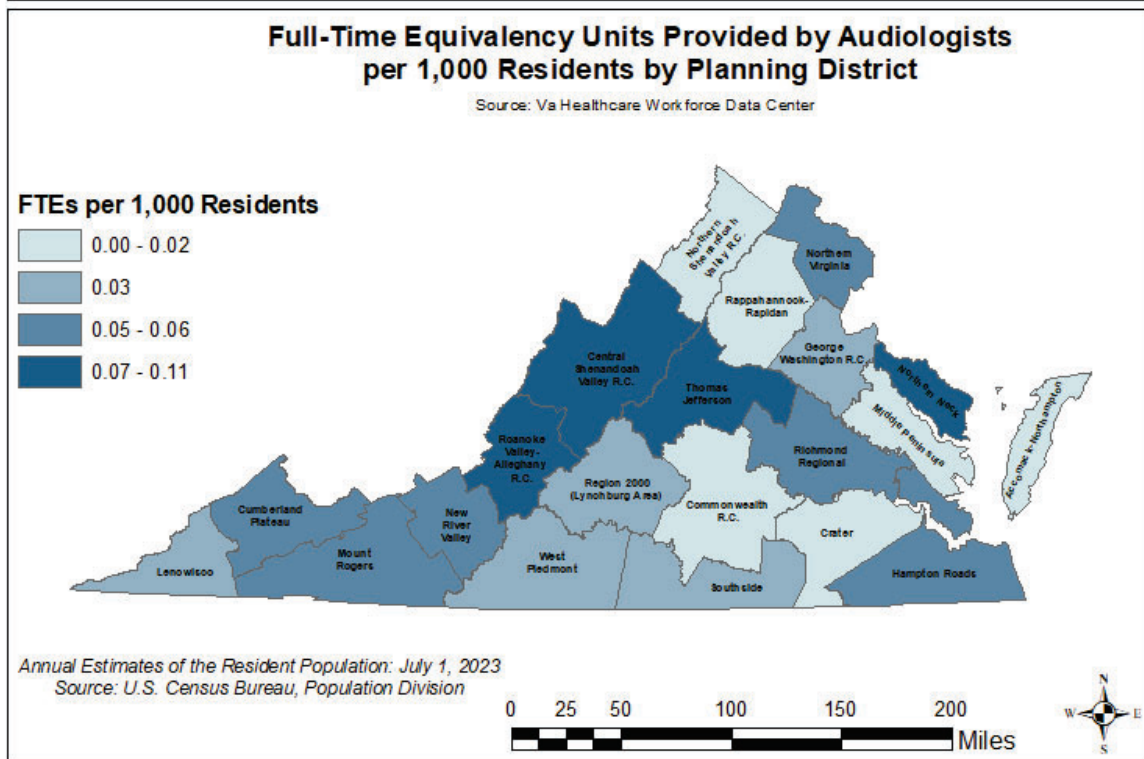 Full-Time Equivalency Units Provided by Audiologists
per 1,000 Residents by Planning District
Source: Va Healthcare Workforce Data Center
FTEs per 1,000 Residents
0.00 - 0.02
0.03
0.05 - 0.06
0.07 - 0.11
Northern
Shenandoah
Valley R.C.
Northern
Virginia
Rappahannock-
Rapidan
George
Washington R.C.
Central
Shenandoah
Valley R.C.
Thomas
Jefferson
Northern Neck
Middle Peninsula
Accomack-Northampton
Roanoke
Valley-
Alleghany
R.C.
Richmond
Regional
Region 2000
(Lynchburg Area)
Commonwealth
R.C.
Cumberland
Plateau
New
River
Valley
Crater
Mount
Rogers
West
Piedmont
Lenowisco
Southside
Hampton Roads
Annual Estimates of the Resident Population: July 1, 2023
Source: U.S. Census Bureau, Population Division
0 25 50 100 150 200
Miles
N
W E
S